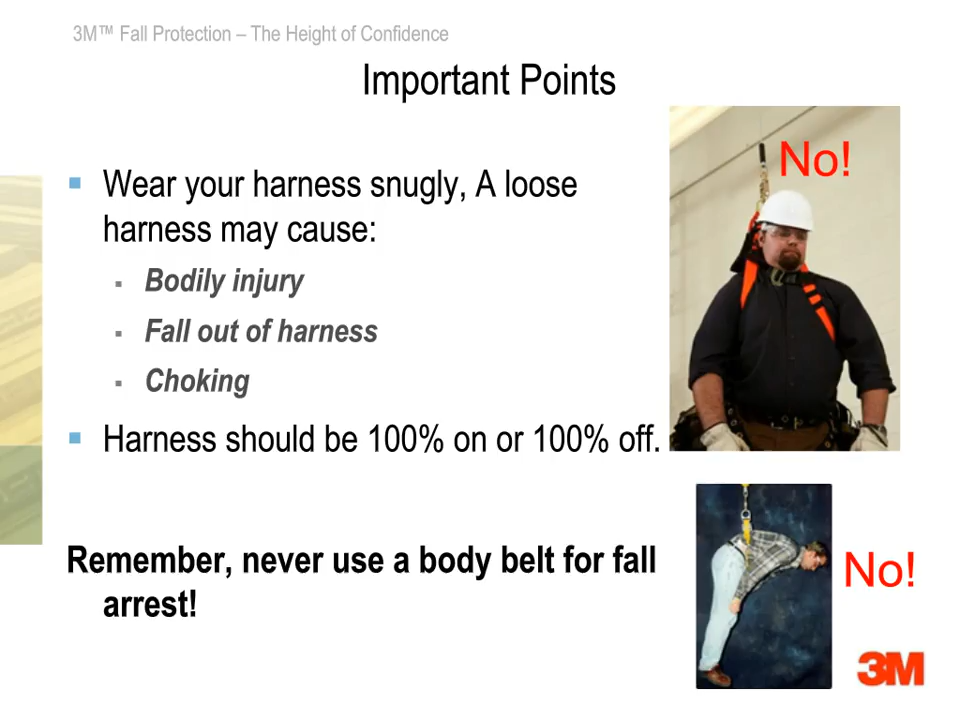 3M™ Fall Protection – The Height of Confidence
Important Points
Wear your harness snugly, A loose
harness may cause:
Bodily injury
Fall out of harness
Choking
Harness should be 100% on or 100% off.
Remember, never use a body belt for fall
arrest!
No!
No!
3M